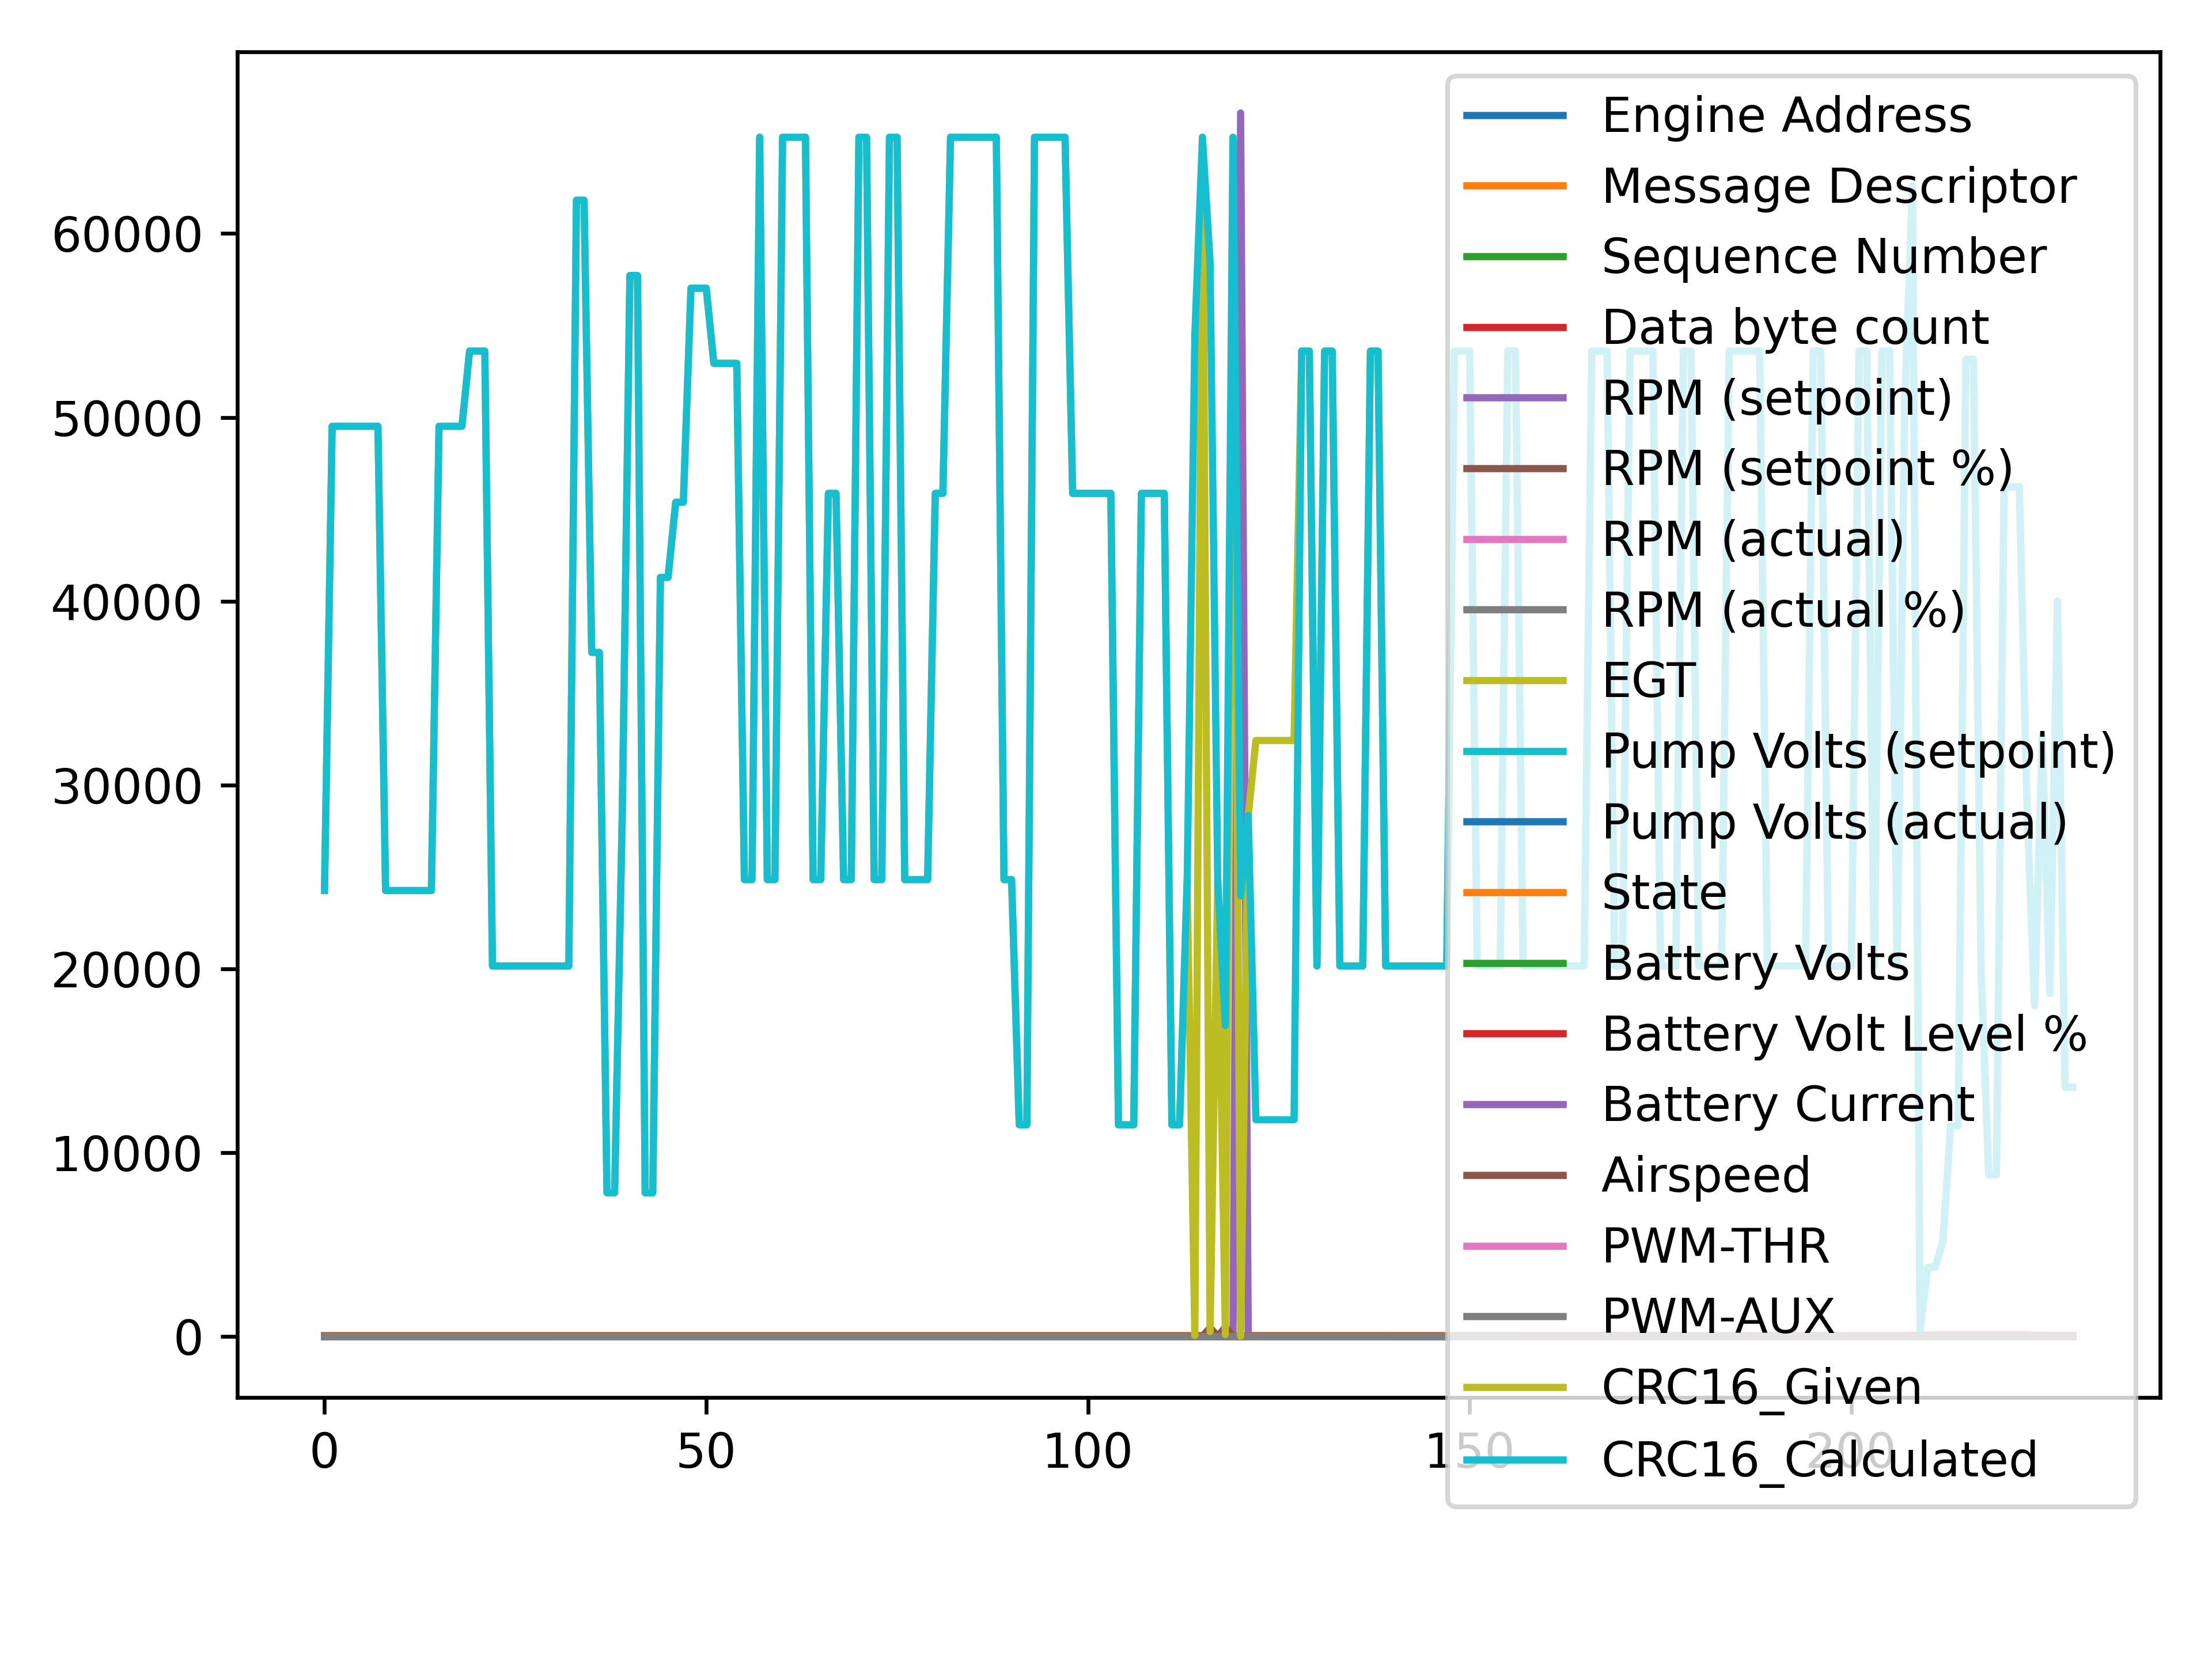 60000
50000
40000
30000
20000
10000
0
0
50
100
150
200
Engine Address
Message Descriptor
Sequence Number
Data byte count
RPM (setpoint)
RPM (setpoint %)
RPM (actual)
RPM (actual %)
EGT
Pump Volts (setpoint)
Pump Volts (actual)
State
Battery Volts
Battery Volt Level %
Battery Current
Airspeed
PWM-THR
PWM-AUX
CRC16_Given
CRC16_Calculated